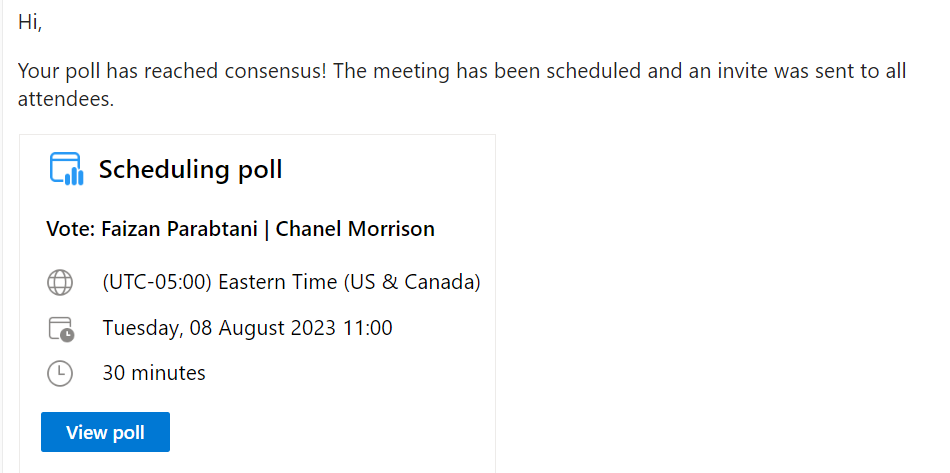 Hi,
Your poll has reached consensus! The meeting has been scheduled and an invite was sent to all
attendees.
Scheduling poll
Vote: Faizan Parabtani | Chanel Morrison
(UTC-05:00) Eastern Time (US & Canada)
Tuesday, 08 August 2023 11:00
30 minutes
View poll